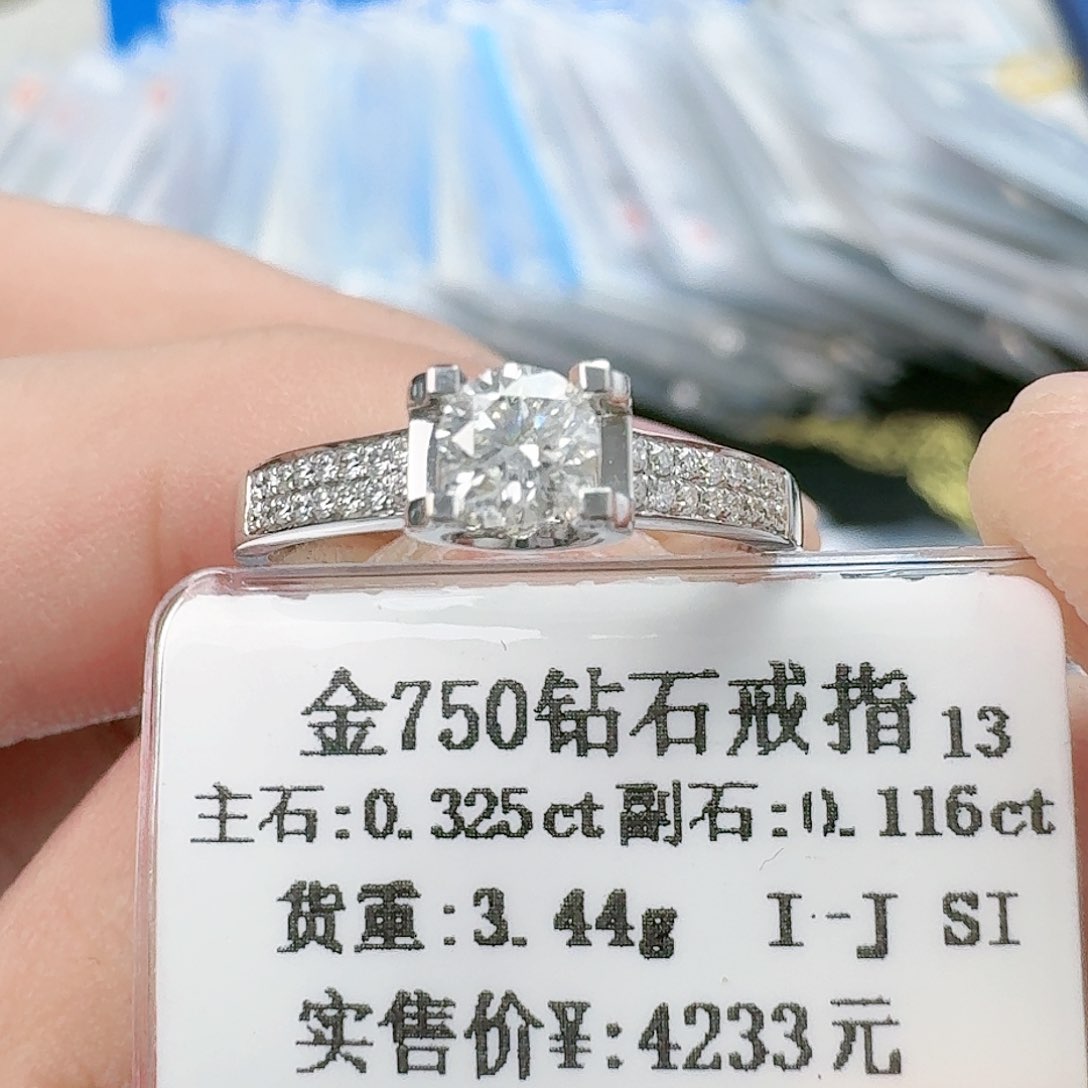 金750钻石戒指 13
主石:0.325ct 副石:0.116ct
货重:3.44g I-J SI
实售价¥:4233元